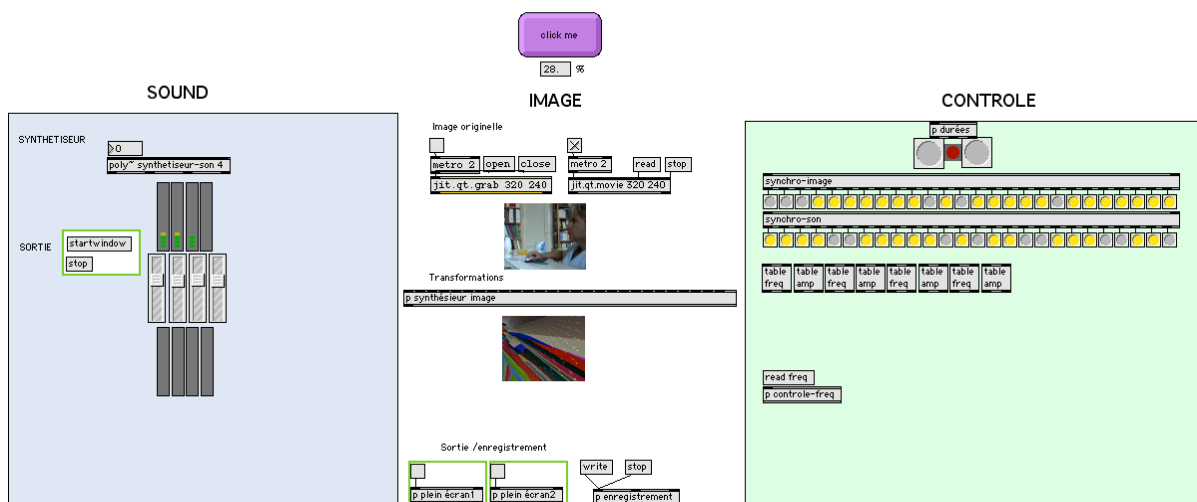 click me
28. %
SOUND
IMAGE
CONTROLE
SYNTHETISEUR
0
poly~ synthetiseur-son 4
SORTIE
startwindow
stop
Image originelle
metro 2
open
close
metro 2
read
stop
jit.qt.grab 320 240
jit.qt.movie 320 240
Transformations
p synthésieur image
Sortie /enregistrement
write
stop
p plein écran1
p plein écran2
p enregistrement
p durées
synchro-image
synchro-son
table freq
table amp
table freq
table amp
table freq
table amp
table freq
table amp
read freq
p controle-freq